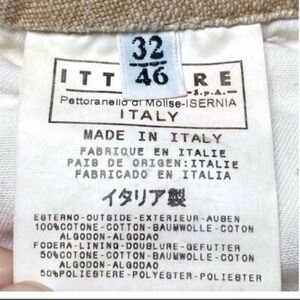 32
46
ITT RE
S.p.A.
Pettoranello di Molise-ISERNIA
ITALY
MADE IN ITALY
FABRIQUE EN ITALIE
PAIS DE ORIGEN:ITALIE
FABRICADO EN ITALIA
イタリア製
ESTERNO-OUTSIDE-EXTERIEUR-AUBEN
100%COTONE-COTTON-BAUMWOLLE-COTON
ALGODON-ALGODAO
FODERA-LINING-DOUBLURE-GEFUTTER
50%COTONE-COTTON-BAUMWOLLE-COTON
ALGODON-ALGODAO
50%POLIESTERE-POLYESTER-POLIESTER